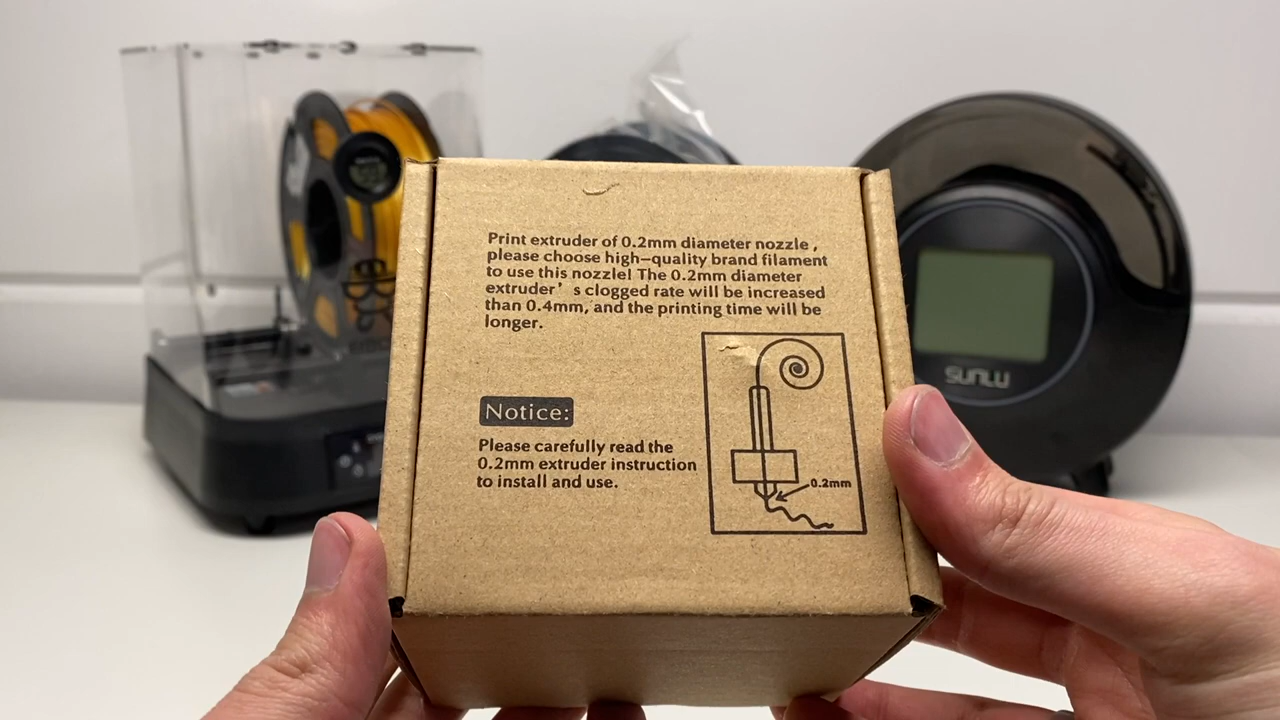 Print extruder of 0.2mm diameter nozzle ,
please choose high-quality brand filament
to use this nozzle! The 0.2mm diameter
extruder's clogged rate will be increased
than 0.4mm, and the printing time will be
longer.
Notice:
Please carefully read the
0.2mm extruder instruction
to install and use.
0.2mm
SUNLU